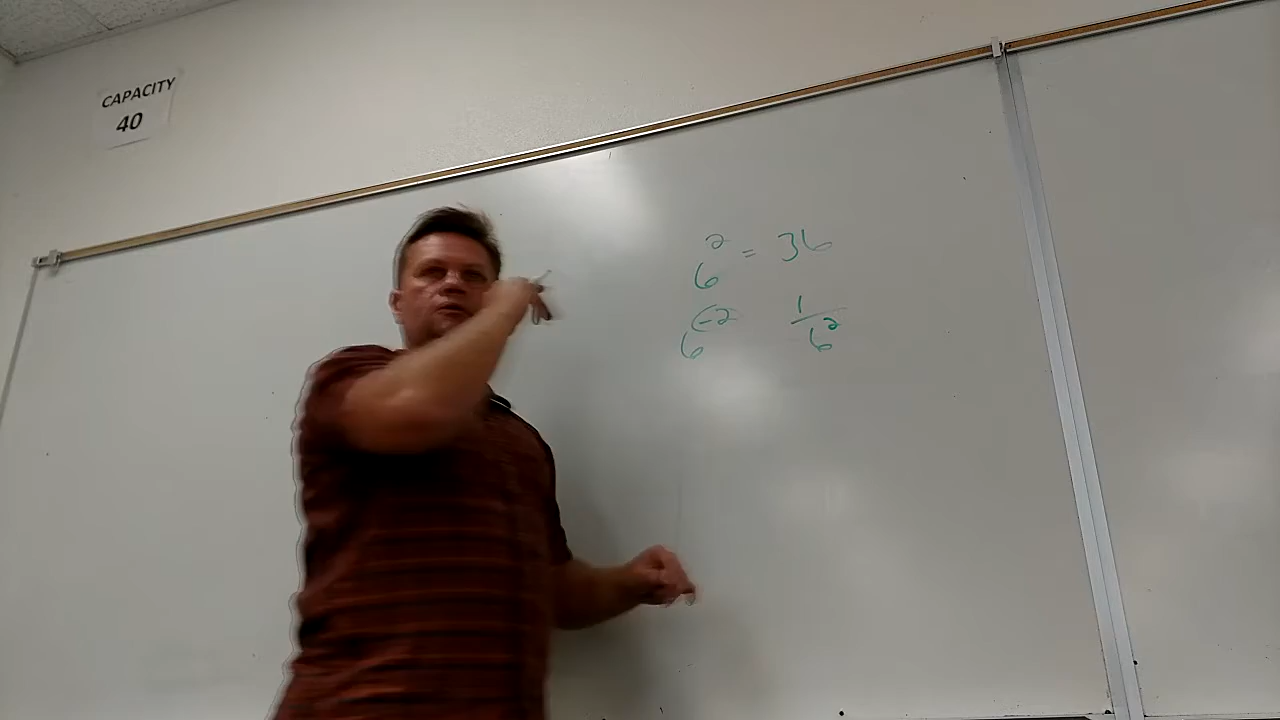 CAPACITY
40
6² = 36
6⁻² 1/6²